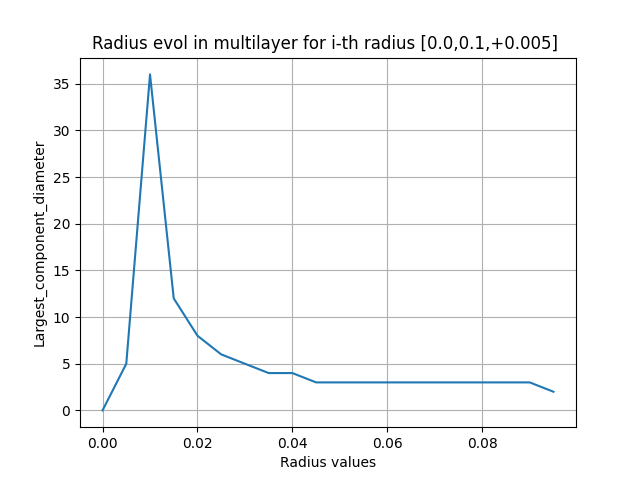 Radius evol in multilayer for i-th radius [0.0,0.1,+0.005]
Largest_component_diameter
35
30
25
20
15
10
5
0
0.00 0.02 0.04 0.06 0.08
Radius values